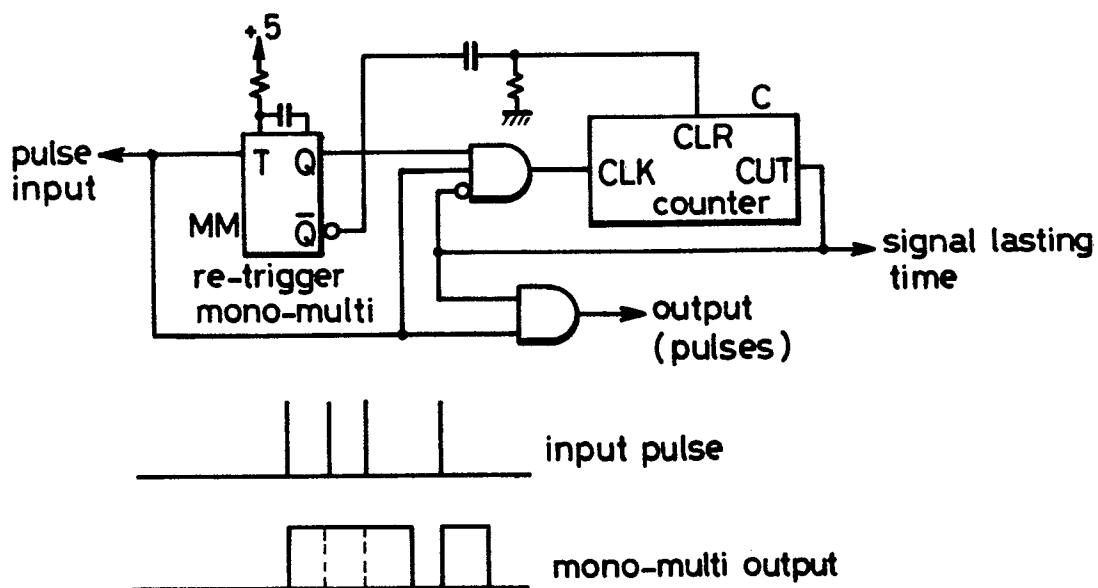 +5
C
pulse
input
T Q
CLR
CLK
CUT
counter
MM
Q̅
re-trigger
mono-multi
signal lasting
time
output
(pulses)
input pulse
mono-multi output